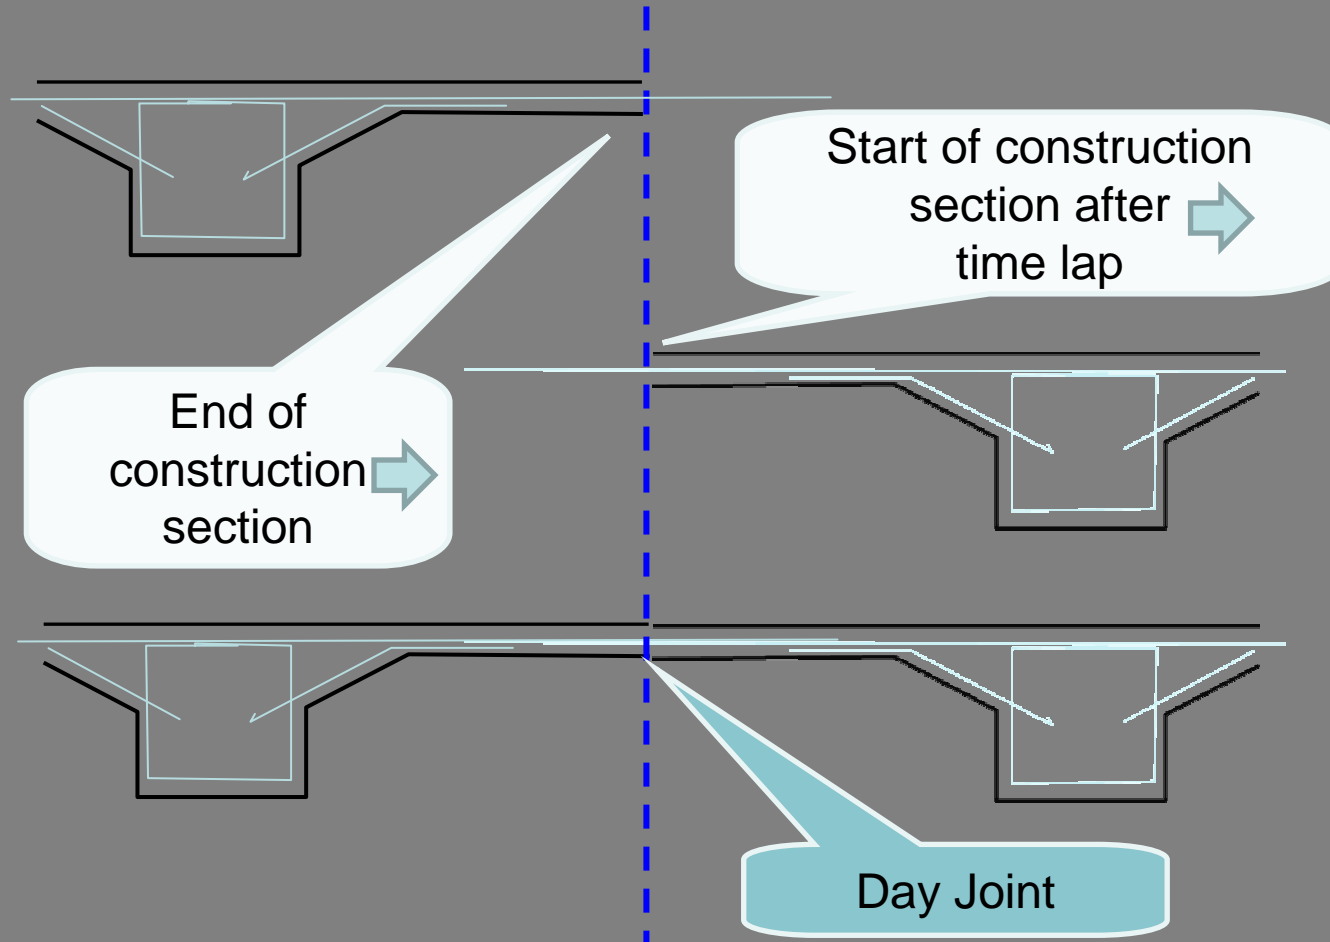 Start of construction
section after
time lap
End of
construction
section
Day Joint